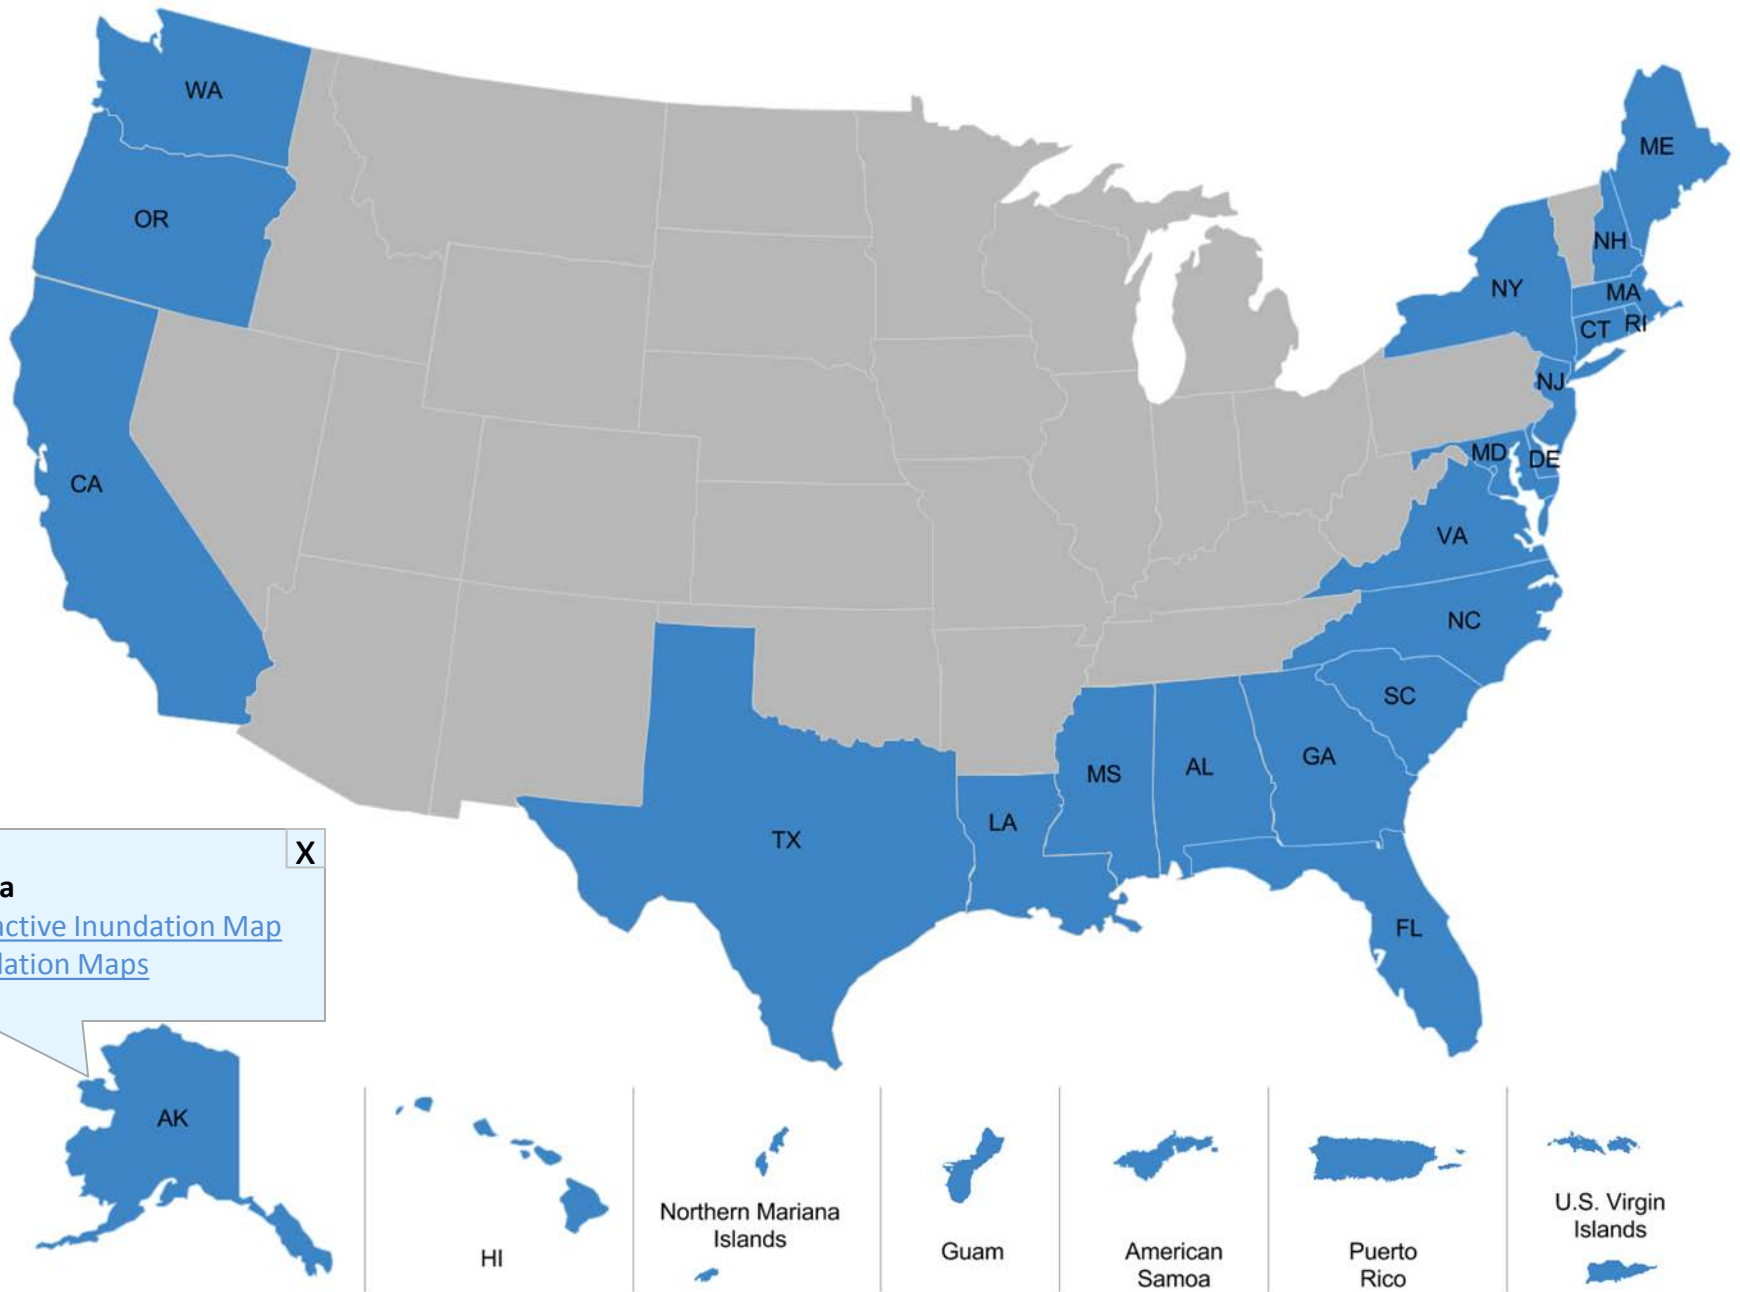 WA
ME
OR
NH
NY
MA
CT RI
NJ
MD DE
CA
VA
NC
SC
GA
MS
AL
TX
LA
FL
X
a
active Inundation Map
lation Maps
AK
HI
Northern Mariana
Islands
Guam
American
Samoa
Puerto
Rico
U.S. Virgin
Islands